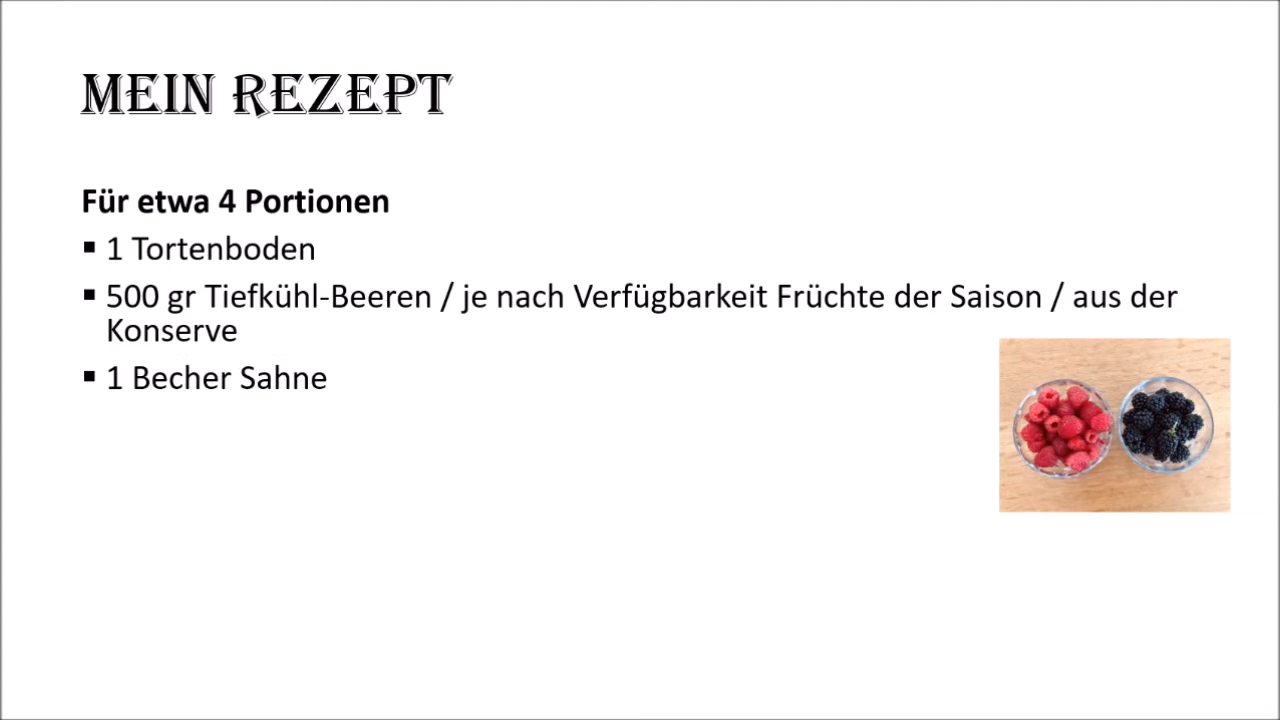 MEIN REZEPT
Für etwa 4 Portionen
▪ 1 Tortenboden
▪ 500 gr Tiefkühl-Beeren / je nach Verfügbarkeit Früchte der Saison / aus der
Konserve
▪ 1 Becher Sahne